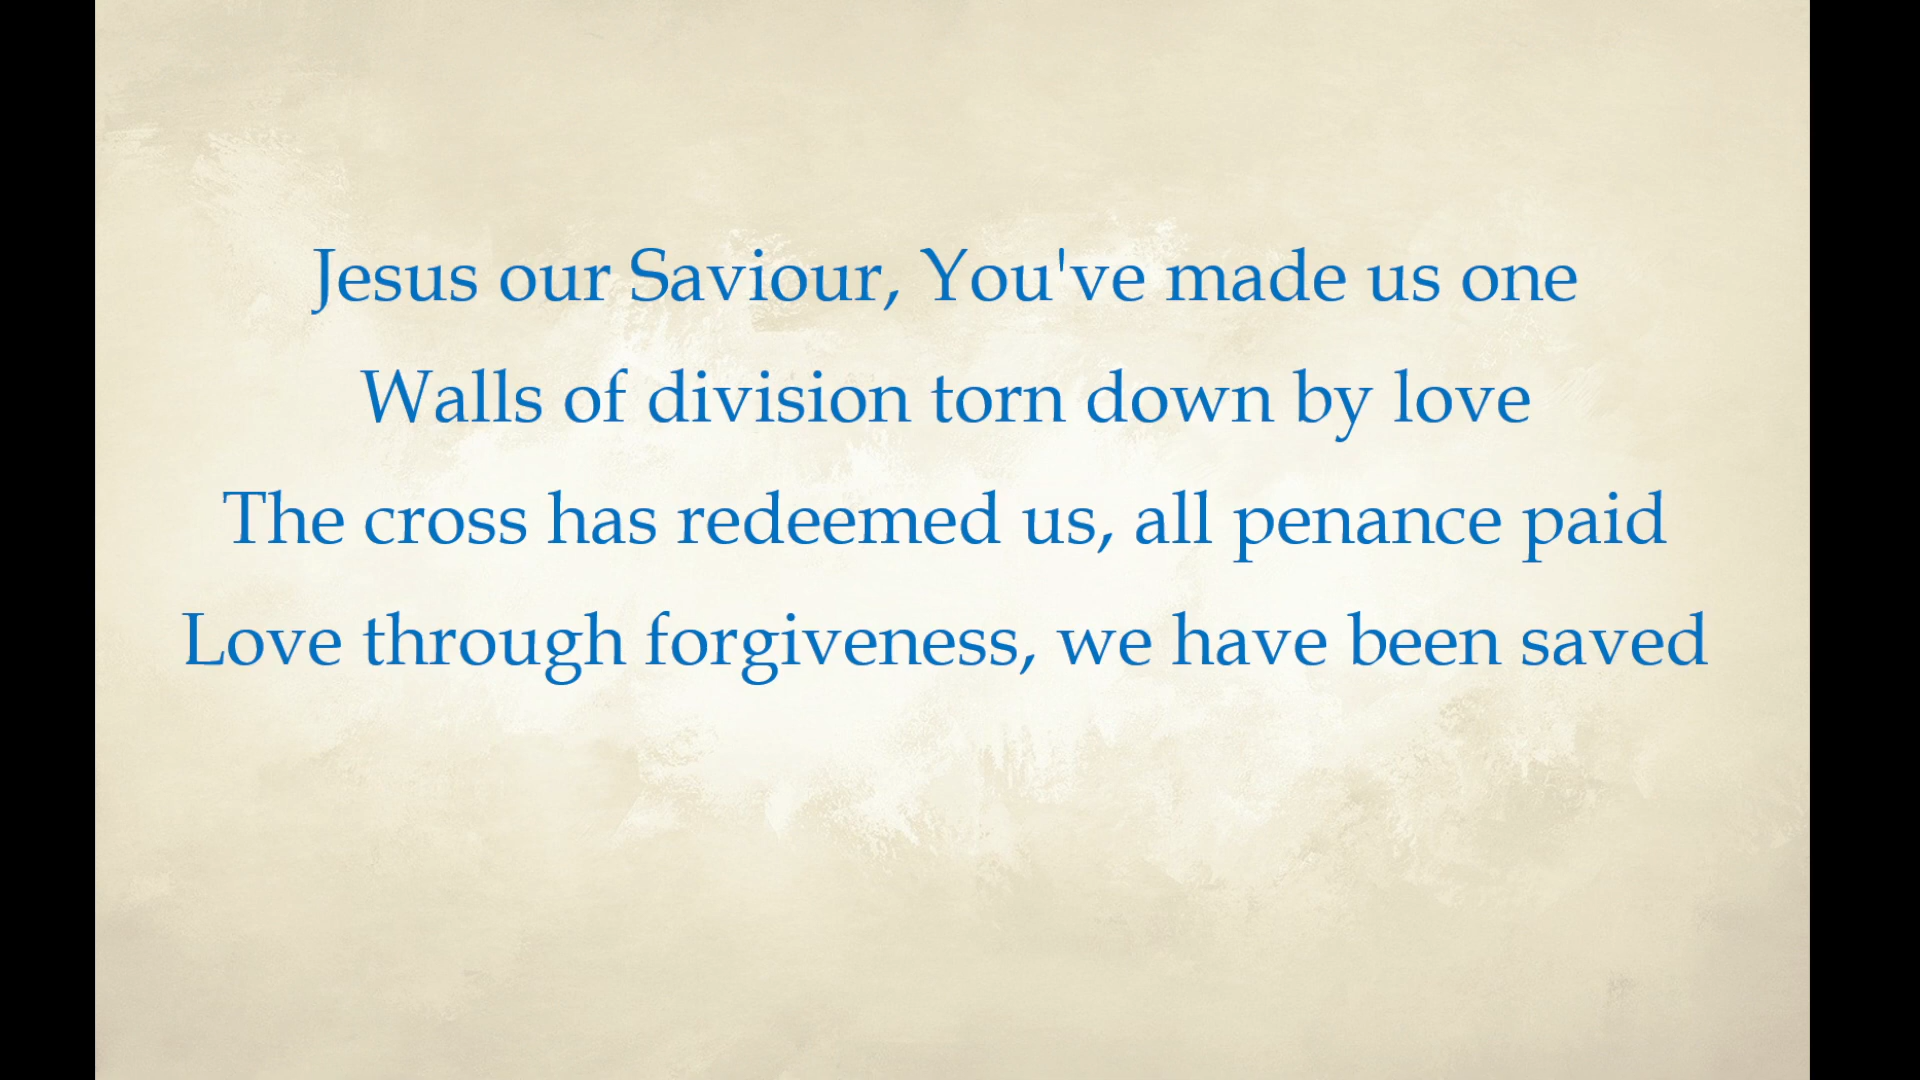 Jesus our Saviour, You've made us one
Walls of division torn down by love
The cross has redeemed us, all penance paid
Love through forgiveness, we have been saved